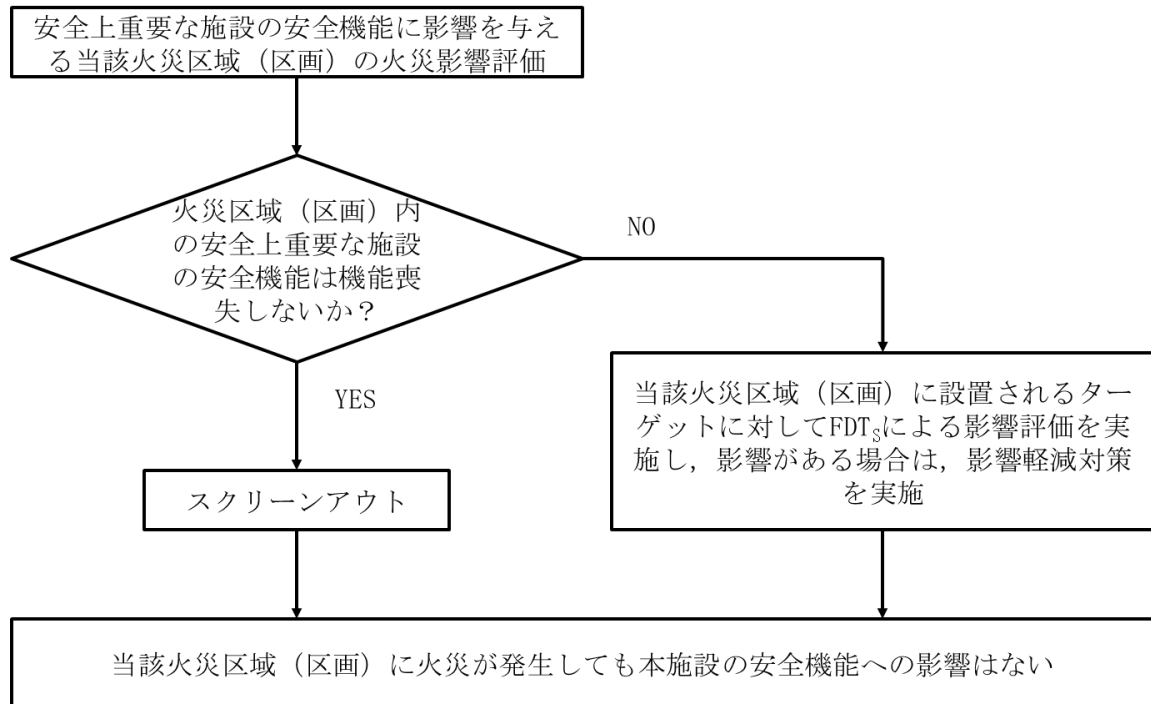 安全上重要な施設の安全機能に影響を与え
る当該火災区域（区画）の火災影響評価
火災区域（区画）内
の安全上重要な施設
の安全機能は機能喪
失しないか？
NO
YES
当該火災区域（区画）に設置されるター
ゲットに対してFDTSによる影響評価を実
施し，影響がある場合は，影響軽減対策
を実施
スクリーンアウト
当該火災区域（区画）に火災が発生しても本施設の安全機能への影響はない